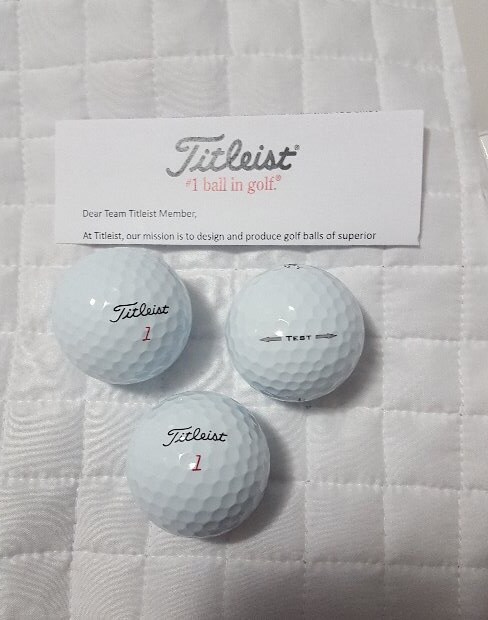 Titleist®
#1 ball in golf.®
Dear Team Titleist Member,
At Titleist, our mission is to design and produce golf balls of superior
Titleist
1
TEST
Titleist
1